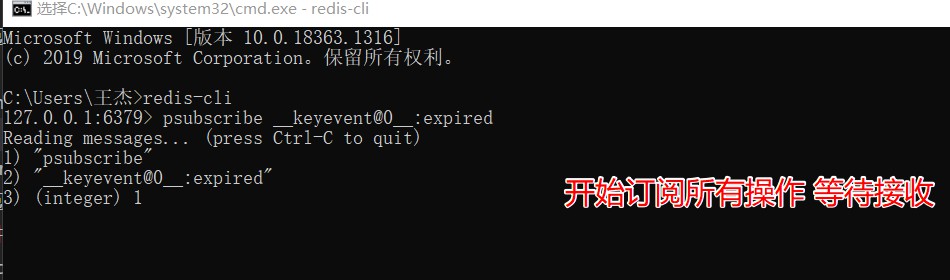 选择C:\Windows\system32\cmd.exe - redis-cli
Microsoft Windows [版本 10.0.18363.1316]
(c) 2019 Microsoft Corporation。保留所有权利。
C:\Users\王杰>redis-cli
127.0.0.1:6379> psubscribe __keyevent@0__:expired
Reading messages... (press Ctrl-C to quit)
1) "psubscribe"
2) "__keyevent@0__:expired"
3) (integer) 1
开始订阅所有操作 等待接收